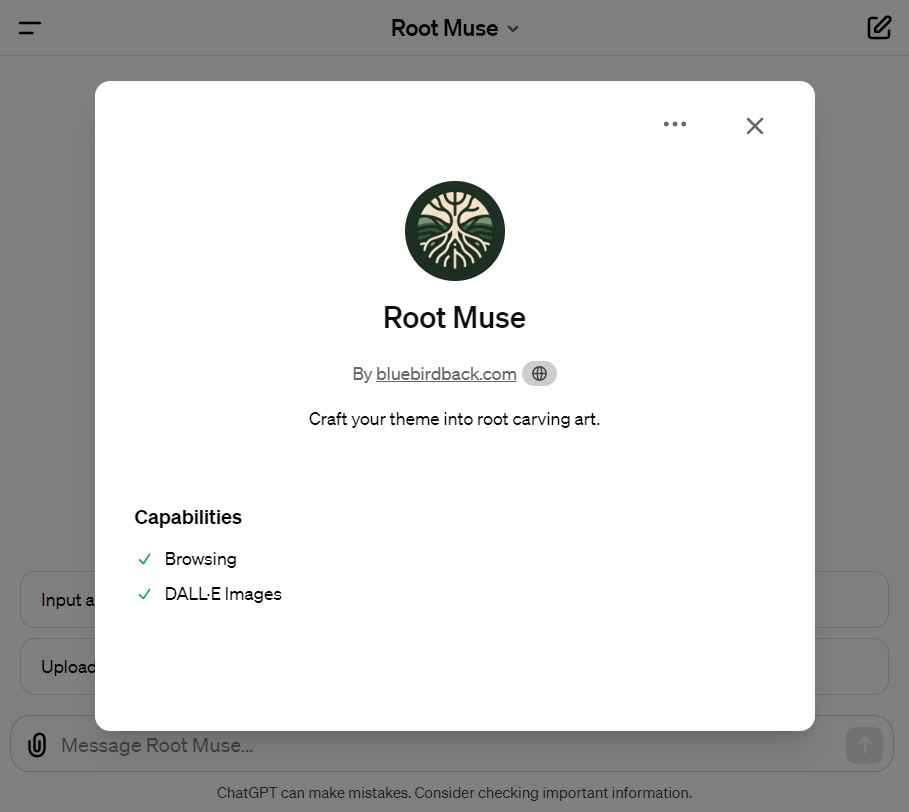 Root Muse
Root Muse
By bluebirdback.com
Craft your theme into root carving art.
Capabilities
Browsing
DALL·E Images
Input a
Upload
Message Root Muse...
ChatGPT can make mistakes. Consider checking important information.